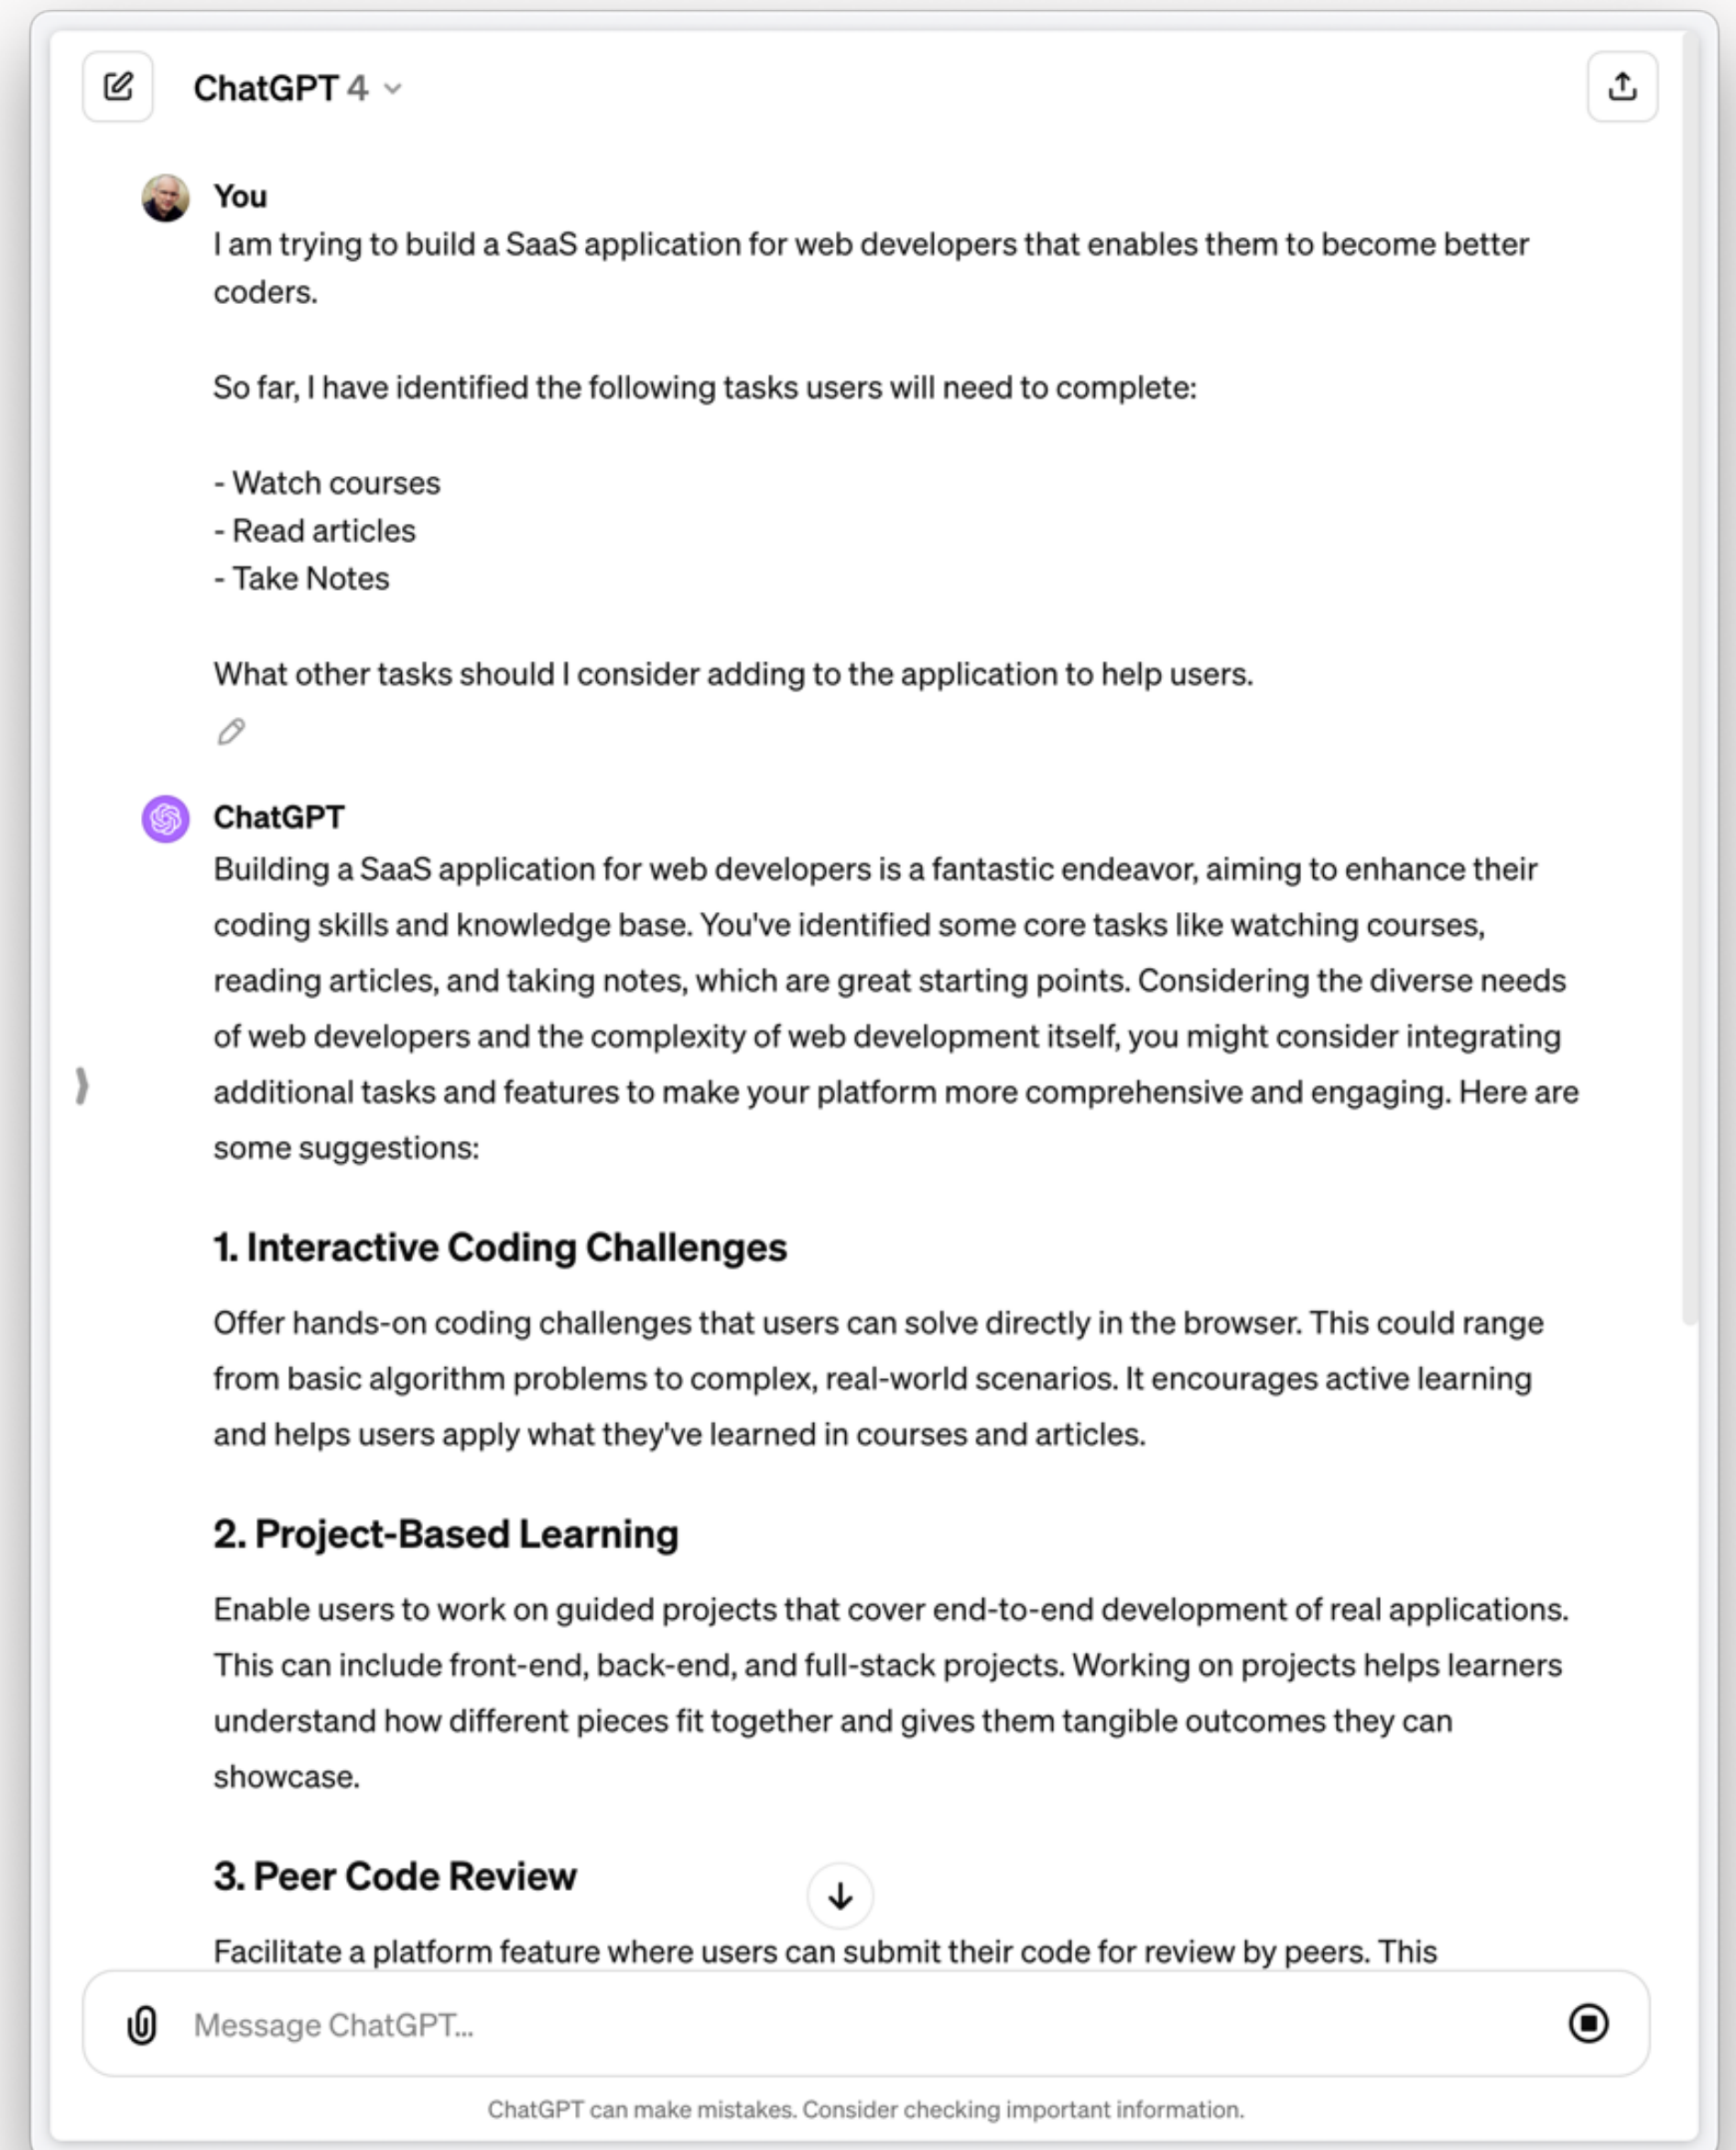 ChatGPT 4
You
I am trying to build a SaaS application for web developers that enables them to become better
coders.
So far, I have identified the following tasks users will need to complete:
- Watch courses
- Read articles
- Take Notes
What other tasks should I consider adding to the application to help users.
ChatGPT
Building a SaaS application for web developers is a fantastic endeavor, aiming to enhance their
coding skills and knowledge base. You've identified some core tasks like watching courses,
reading articles, and taking notes, which are great starting points. Considering the diverse needs
of web developers and the complexity of web development itself, you might consider integrating
additional tasks and features to make your platform more comprehensive and engaging. Here are
some suggestions:
1. Interactive Coding Challenges
Offer hands-on coding challenges that users can solve directly in the browser. This could range
from basic algorithm problems to complex, real-world scenarios. It encourages active learning
and helps users apply what they've learned in courses and articles.
2. Project-Based Learning
Enable users to work on guided projects that cover end-to-end development of real applications.
This can include front-end, back-end, and full-stack projects. Working on projects helps learners
understand how different pieces fit together and gives them tangible outcomes they can
showcase.
3. Peer Code Review
Facilitate a platform feature where users can submit their code for review by peers. This
Message ChatGPT...
ChatGPT can make mistakes. Consider checking important information.